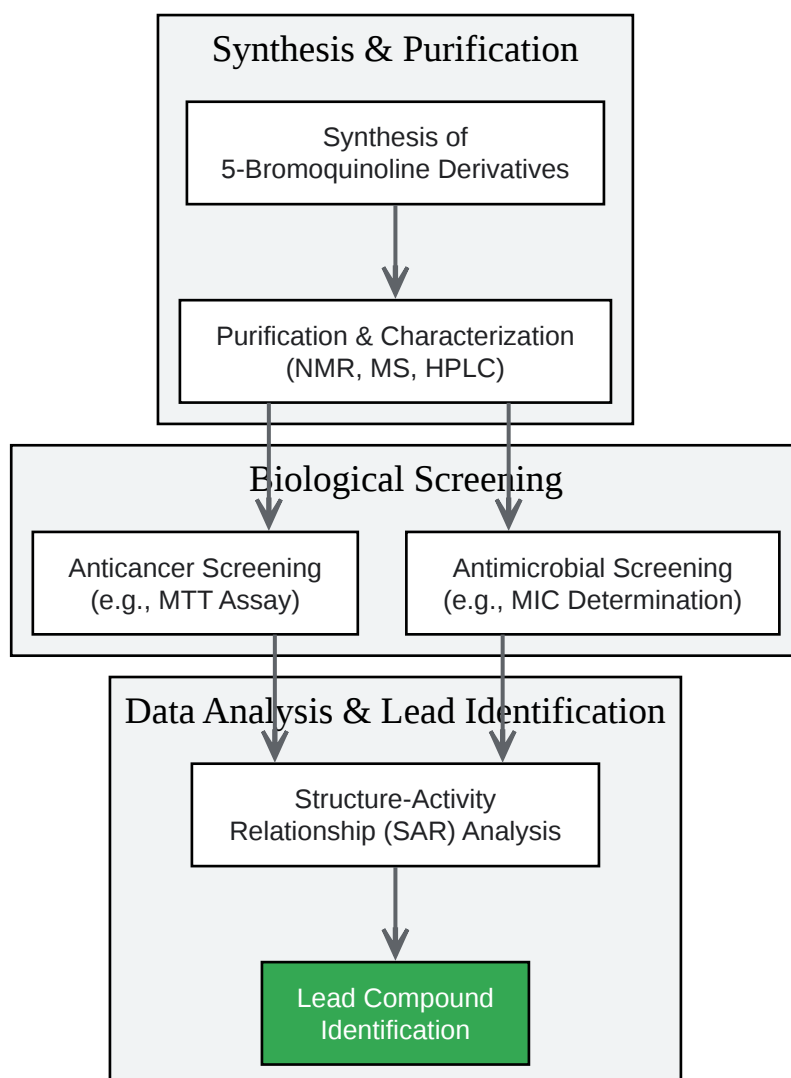 Synthesis & Purification
Synthesis of
5-Bromoquinoline Derivatives
Purification & Characterization
(NMR, MS, HPLC)
Biological Screening
Anticancer Screening
(e.g., MTT Assay)
Antimicrobial Screening
(e.g., MIC Determination)
Data Analysis & Lead Identification
Structure-Activity
Relationship (SAR) Analysis
Lead Compound
Identification